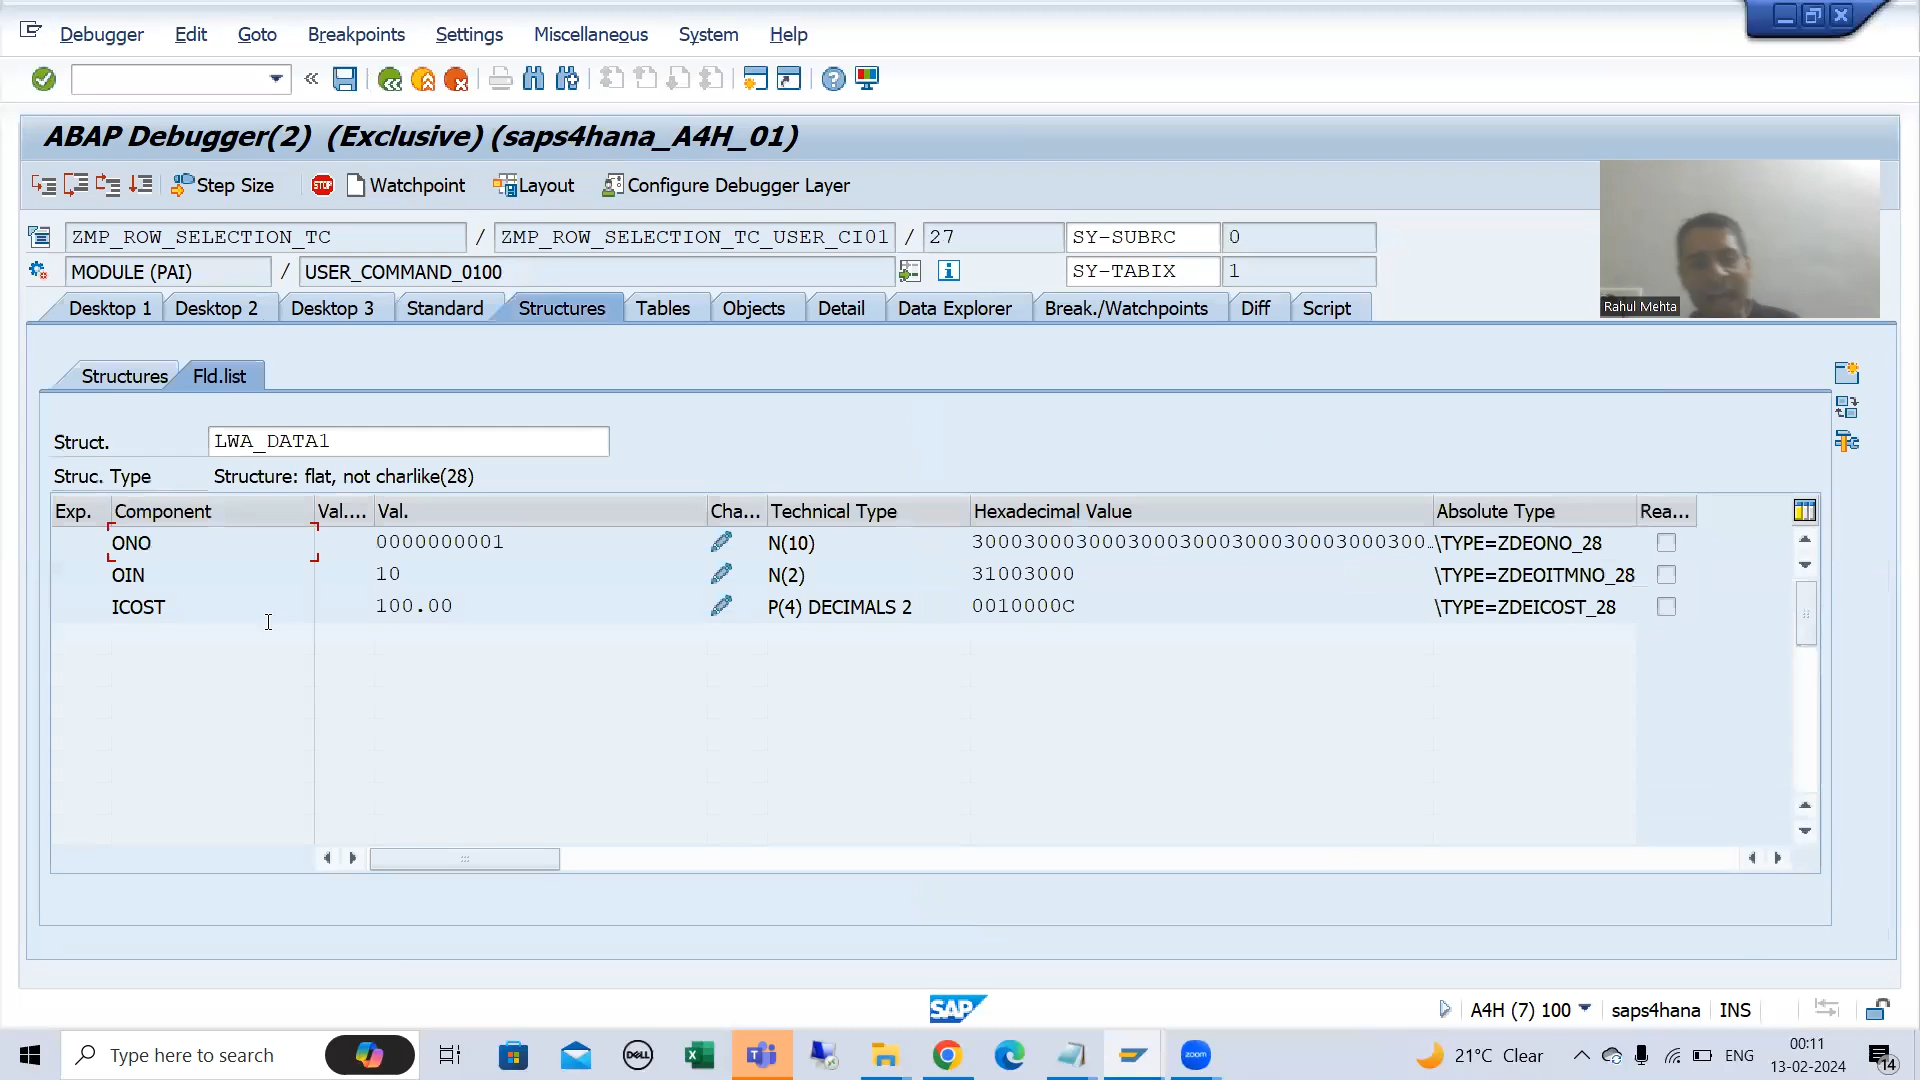 Debugger Edit Goto Breakpoints Settings Miscellaneous System Help
ABAP Debugger(2) (Exclusive) (saps4hana_A4H_01)
Step Size STOP Watchpoint Layout Configure Debugger Layer
ZMP_ROW_SELECTION_TC / ZMP_ROW_SELECTION_TC_USER_CI01 / 27 SY-SUBRC 0
MODULE (PAI) / USER_COMMAND_0100 SY-TABIX 1
Desktop 1 Desktop 2 Desktop 3 Standard Structures Tables Objects Detail Data Explorer Break./Watchpoints Diff Script
Rahul Mehta
Structures Fld.list
Struct. LWA_DATA1
Struc. Type Structure: flat, not charlike(28)
Exp. Component Val.... Val. Cha... Technical Type Hexadecimal Value Absolute Type Rea...
ONO 0000000001 N(10) 30003000300030003000300030003000300... \TYPE=ZDEONO_28
OIN 10 N(2) 31003000 \TYPE=ZDEOITMNO_28
ICOST 100.00 P(4) DECIMALS 2 0010000C \TYPE=ZDEICOST_28
SAP
A4H (7) 100 saps4hana INS
Type here to search
DELL
zoom
21°C Clear
ENG
00:11
13-02-2024
14